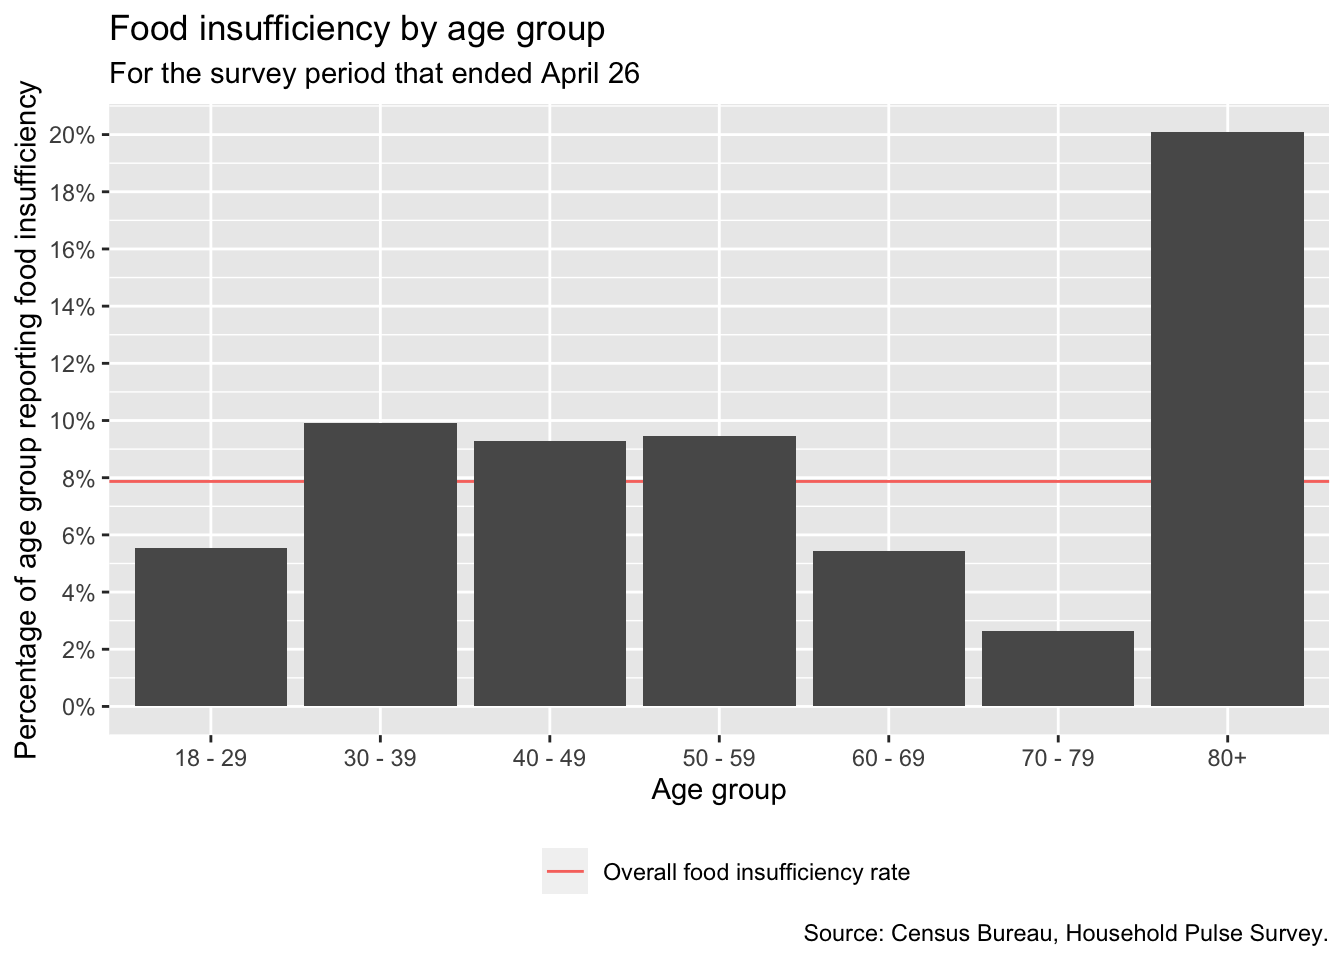 Food insufficiency by age group
For the survey period that ended April 26
Percentage of age group reporting food insufficiency
20%
18%
16%
14%
12%
10%
8%
6%
4%
2%
0%
18 - 29
30 - 39
40 - 49
50 - 59
60 - 69
70 - 79
80+
Age group
Overall food insufficiency rate
Source: Census Bureau, Household Pulse Survey.